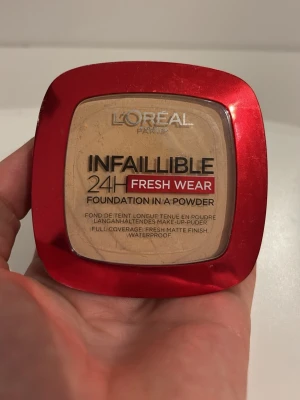 L'ORÉAL
PARIS
INFAILLIBLE
24H FRESH WEAR
FOUNDATION IN A POWDER
FOND DE TEINT LONGUE TENUE EN POUDRE
LANGANHALTENDES MAKE-UP-PUDER
FULL COVERAGE, FRESH MATTE FINISH,
WATERPROOF